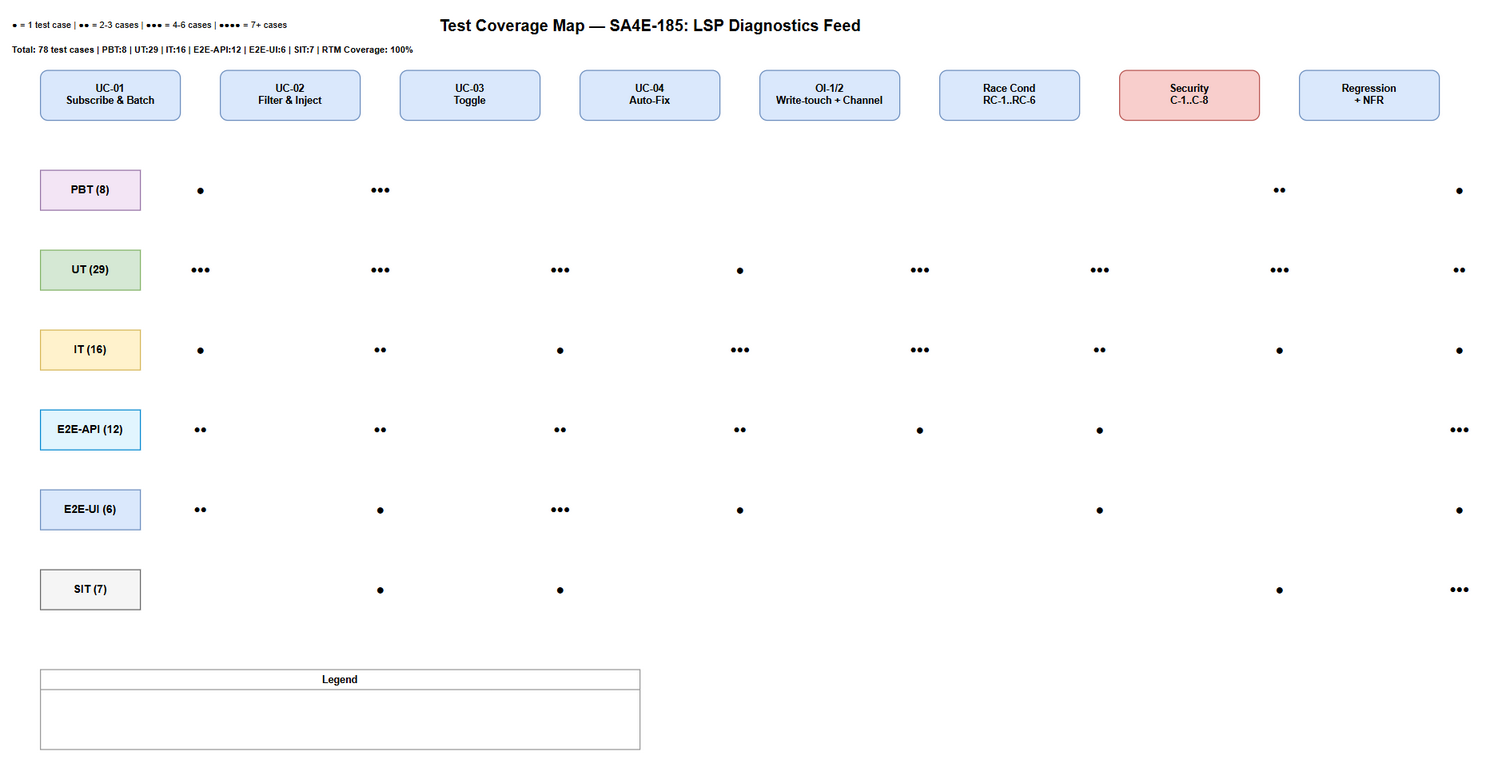 Test Coverage Map — SA4E-185: LSP Diagnostics Feed
● = 1 test case | ●● = 2-3 cases | ●●● = 4-6 cases | ●●●● = 7+ cases
Total: 78 test cases | PBT:8 | UT:29 | IT:16 | E2E-API:12 | E2E-UI:6 | SIT:7 | RTM Coverage: 100%
UC-01
Subscribe & Batch
UC-02
Filter & Inject
UC-03
Toggle
UC-04
Auto-Fix
OI-1/2
Write-touch + Channel
Race Cond
RC-1..RC-6
Security
C-1..C-8
Regression
+ NFR
PBT (8) ● ●●● ●● ●
UT (29) ●●● ●●● ●●● ● ●●● ●●● ●●● ●●
IT (16) ● ●● ● ●●● ●●● ●● ● ●
E2E-API (12) ●● ●● ●● ●● ● ● ●●●
E2E-UI (6) ●● ● ●●● ● ● ●
SIT (7) ● ● ● ●●●
Legend